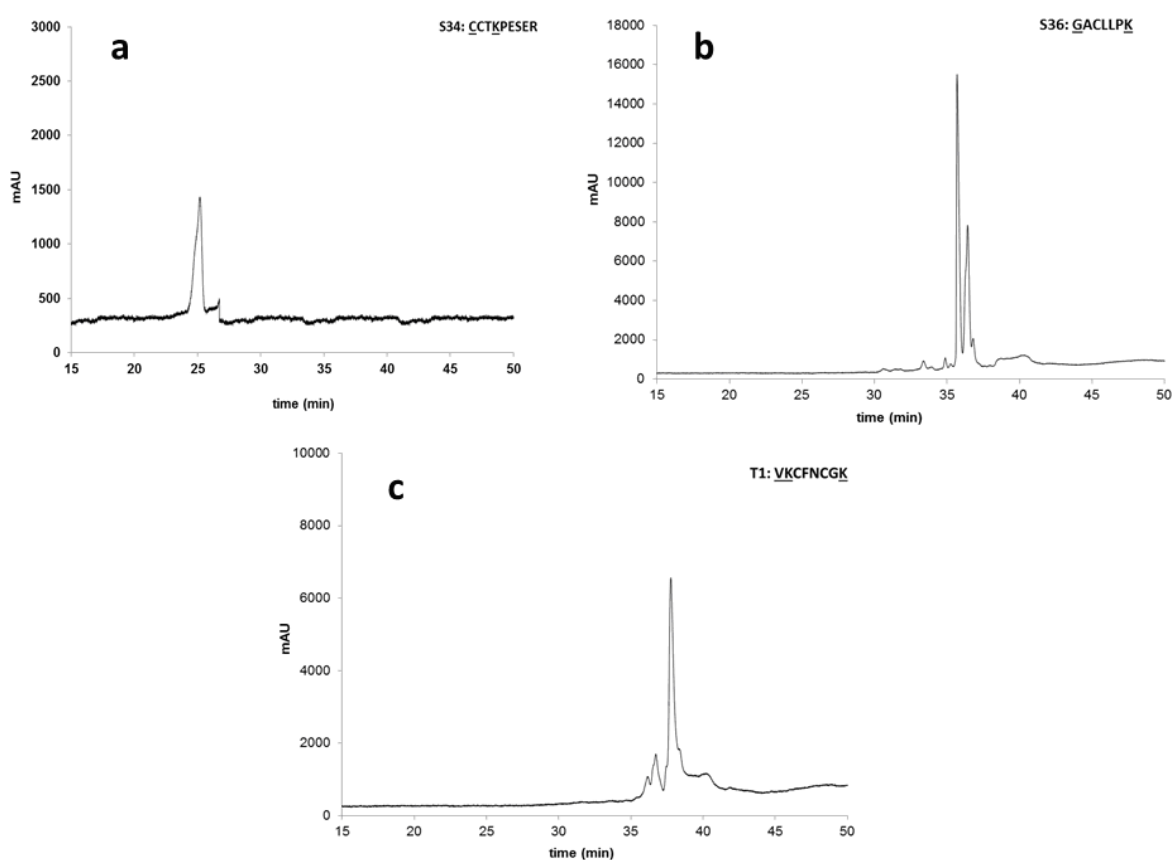 a
S34: CCTKPESER
3000
2500
2000
1500
1000
500
0
mAU
15 20 25 30 35 40 45 50
time (min)
b
S36: GACLLPK
18000
16000
14000
12000
10000
8000
6000
4000
2000
0
mAU
15 20 25 30 35 40 45 50
time (min)
c
T1: VKCFNCGK
10000
8000
6000
4000
2000
0
mAU
15 20 25 30 35 40 45 50
time (min)